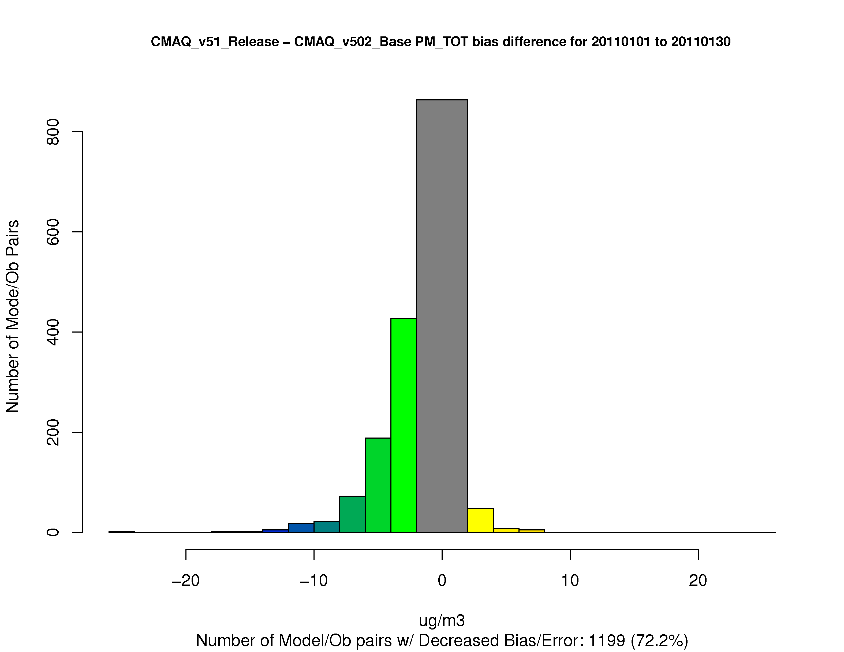 CMAQ_v51_Release − CMAQ_v502_Base PM_TOT bias difference for 20110101 to 20110130
800
600
400
200
0
Number of Mode/Ob Pairs
−20
−10
0
10
20
ug/m3
Number of Model/Ob pairs w/ Decreased Bias/Error: 1199 (72.2%)